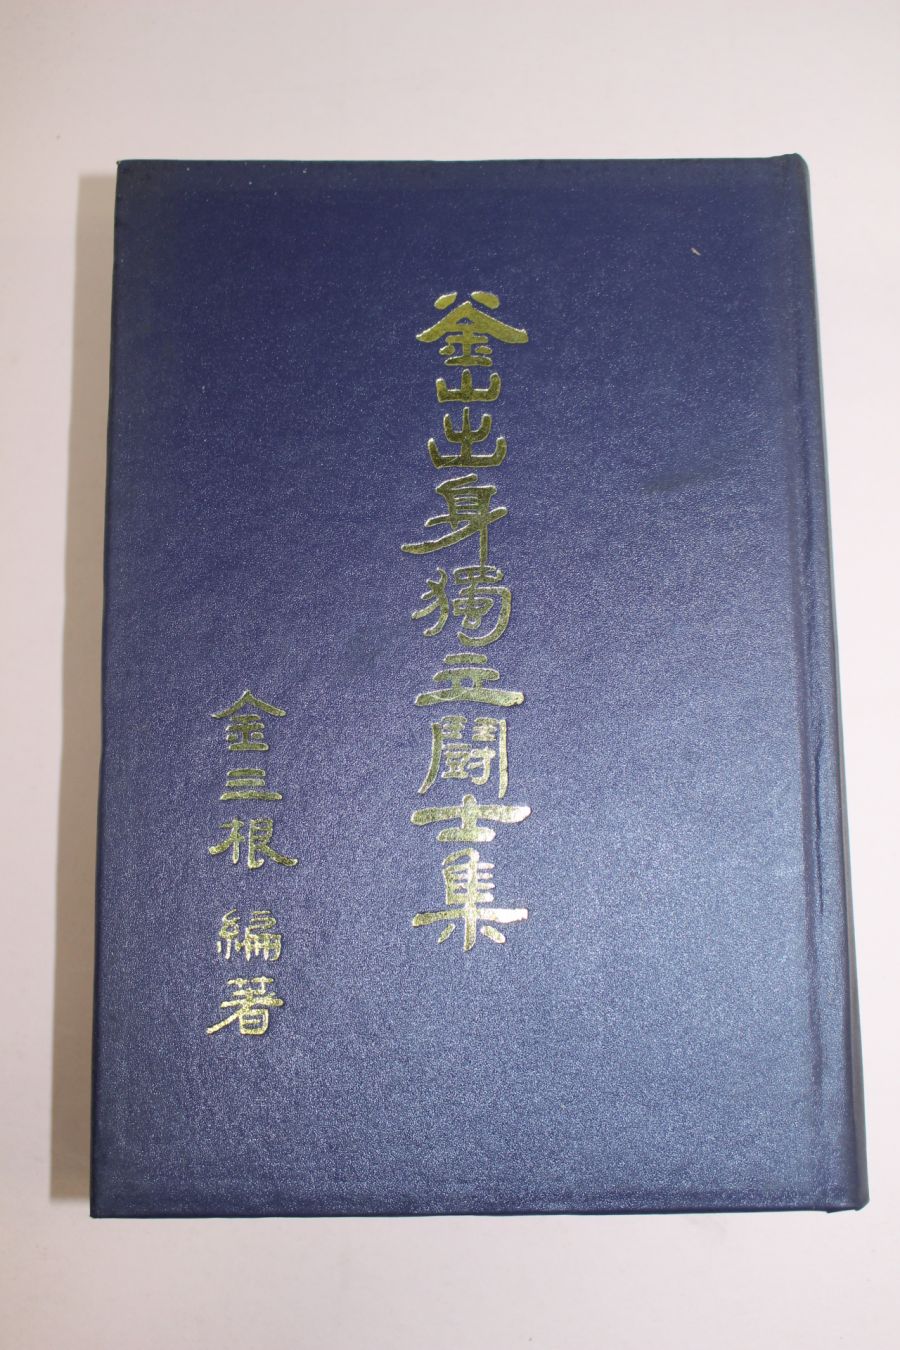 釜山出身獨立鬪士集
金三根 編著